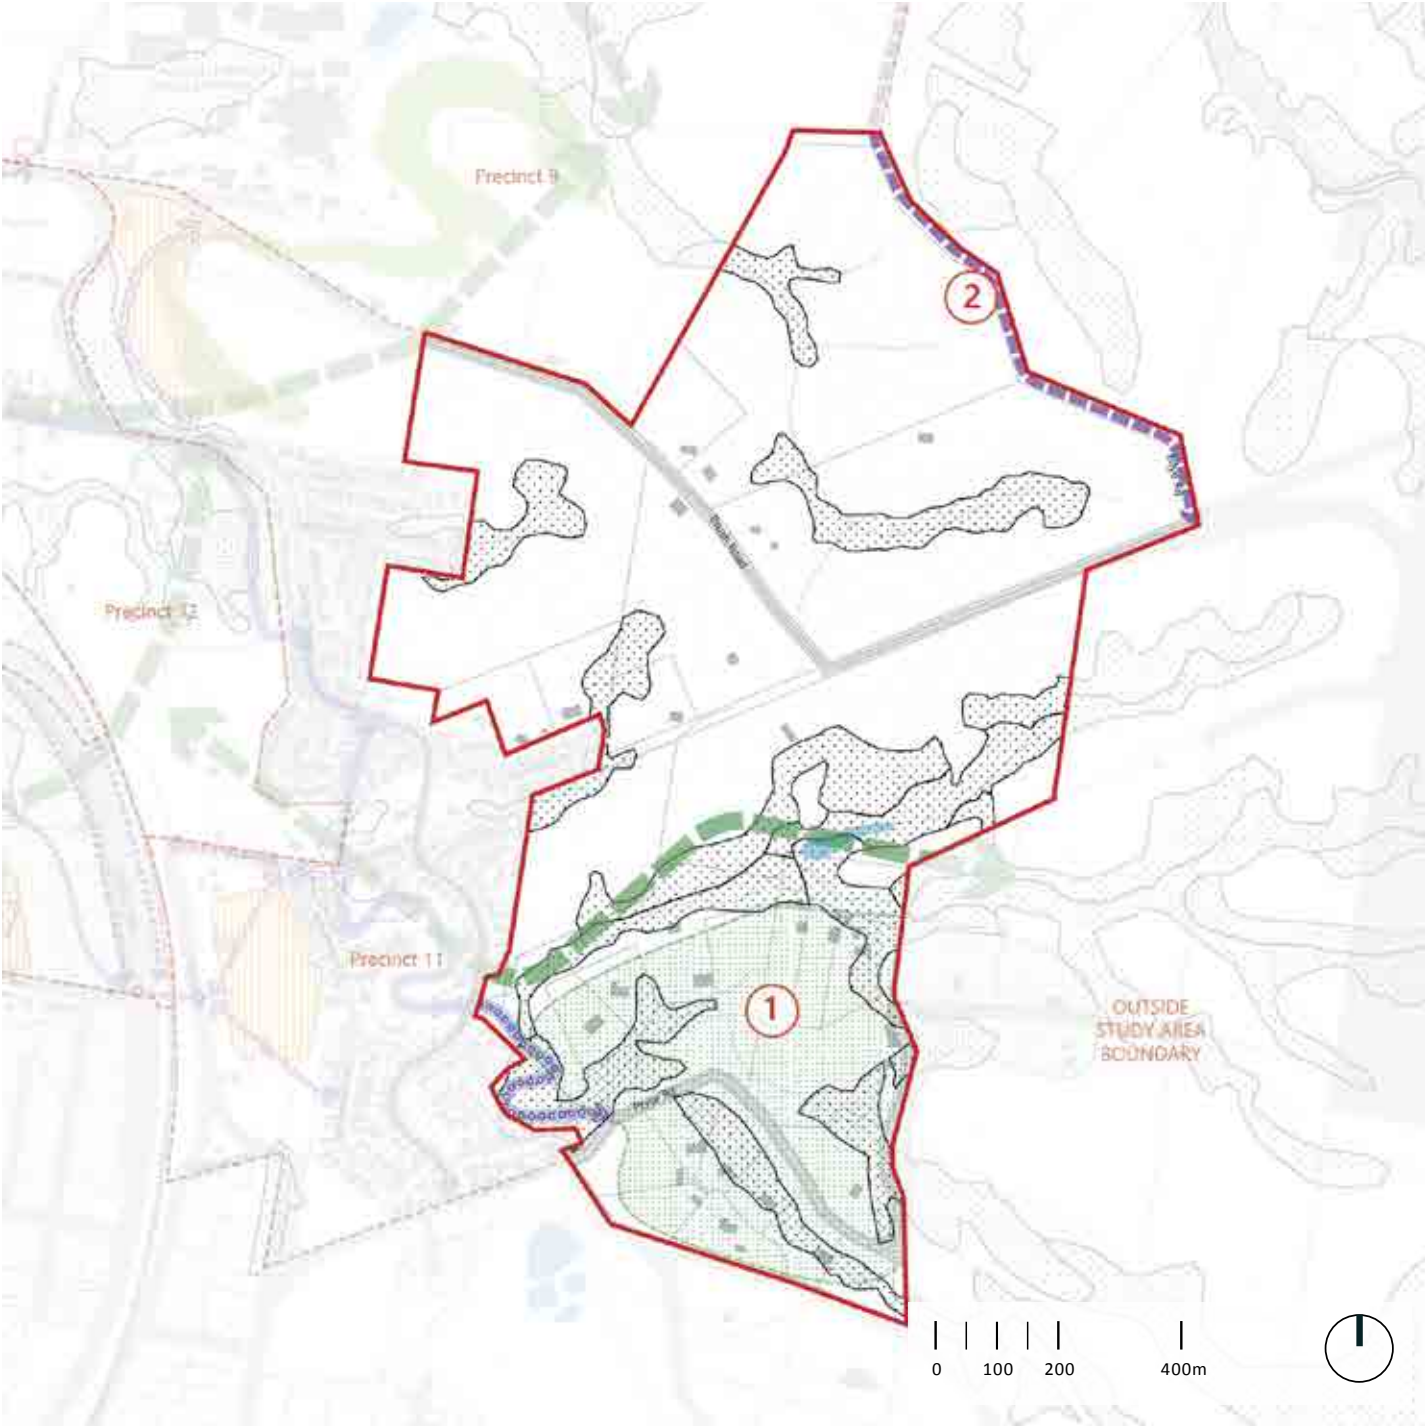 Precinct 9
2
Precinct 12
Precinct 11
1
OUTSIDE
STUDY AREA
BOUNDARY
0 100 200 400m